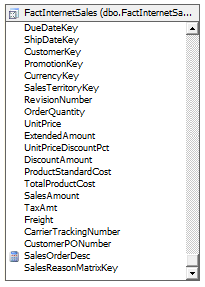 FactInternetSales (dbo.FactInternetSa...
DueDateKey
ShipDateKey
CustomerKey
PromotionKey
CurrencyKey
SalesTerritoryKey
RevisionNumber
OrderQuantity
UnitPrice
ExtendedAmount
UnitPriceDiscountPct
DiscountAmount
ProductStandardCost
TotalProductCost
SalesAmount
TaxAmt
Freight
CarrierTrackingNumber
CustomerPONumber
SalesOrderDesc
SalesReasonMatrixKey